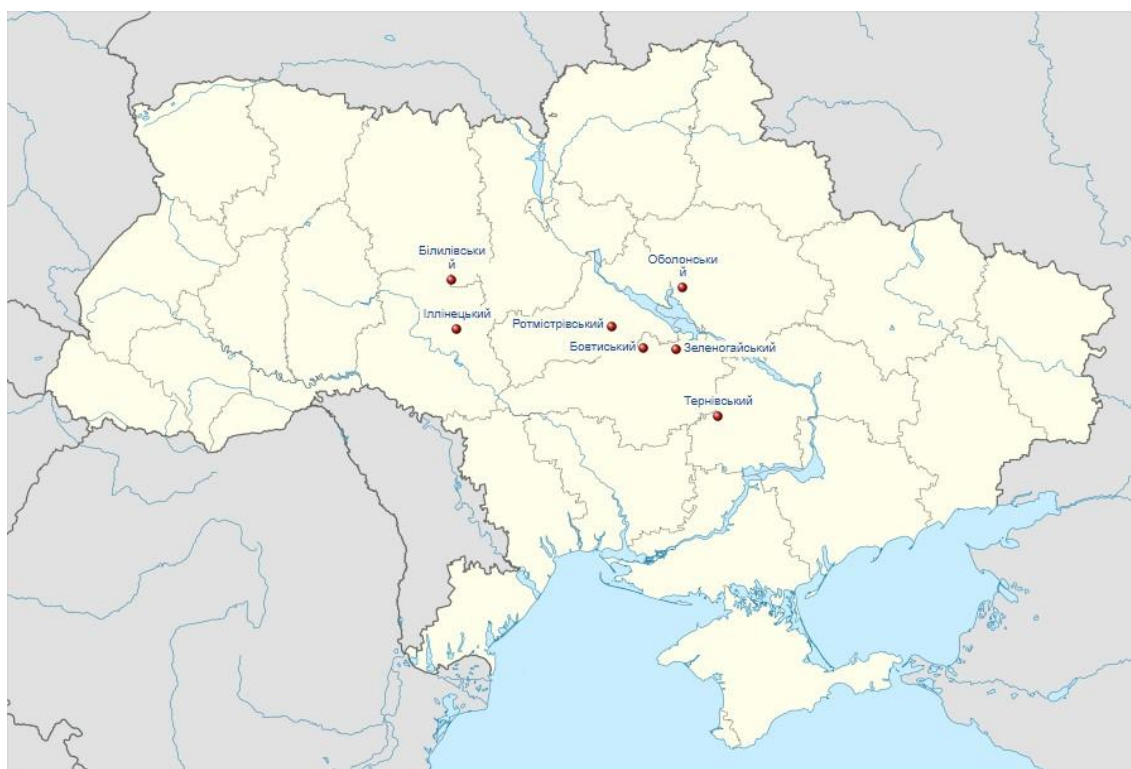 Білилівськи
й
Оболонськи
й
Іллінецький
Ротмістрівський
Бовтиський
Зеленогайський
Тернівський